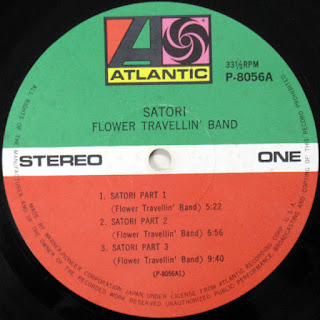 ATLANTIC
33⅓RPM
P-8056A
SATORI
FLOWER TRAVELLIN' BAND
STEREO
ONE
1. SATORI PART 1
(Flower Travellin' Band) 5:22
2. SATORI PART 2
(Flower Travellin' Band) 6:56
3. SATORI PART 3
(Flower Travellin' Band) 9:40
(P-8056A1)
ALL RIGHTS OF THE MANUFACTURER AND OF THE OWNER OF THE RECORDED WORK RESERVED UNAUTHORIZED PUBLIC PERFORMANCE, BROADCASTING AND COPYING OF THIS RECORD PROHIBITED
MADE BY WARNER-PIONEER CORPORATION, JAPAN UNDER LICENSE FROM ATLANTIC RECORDING CORP., U.S.A.